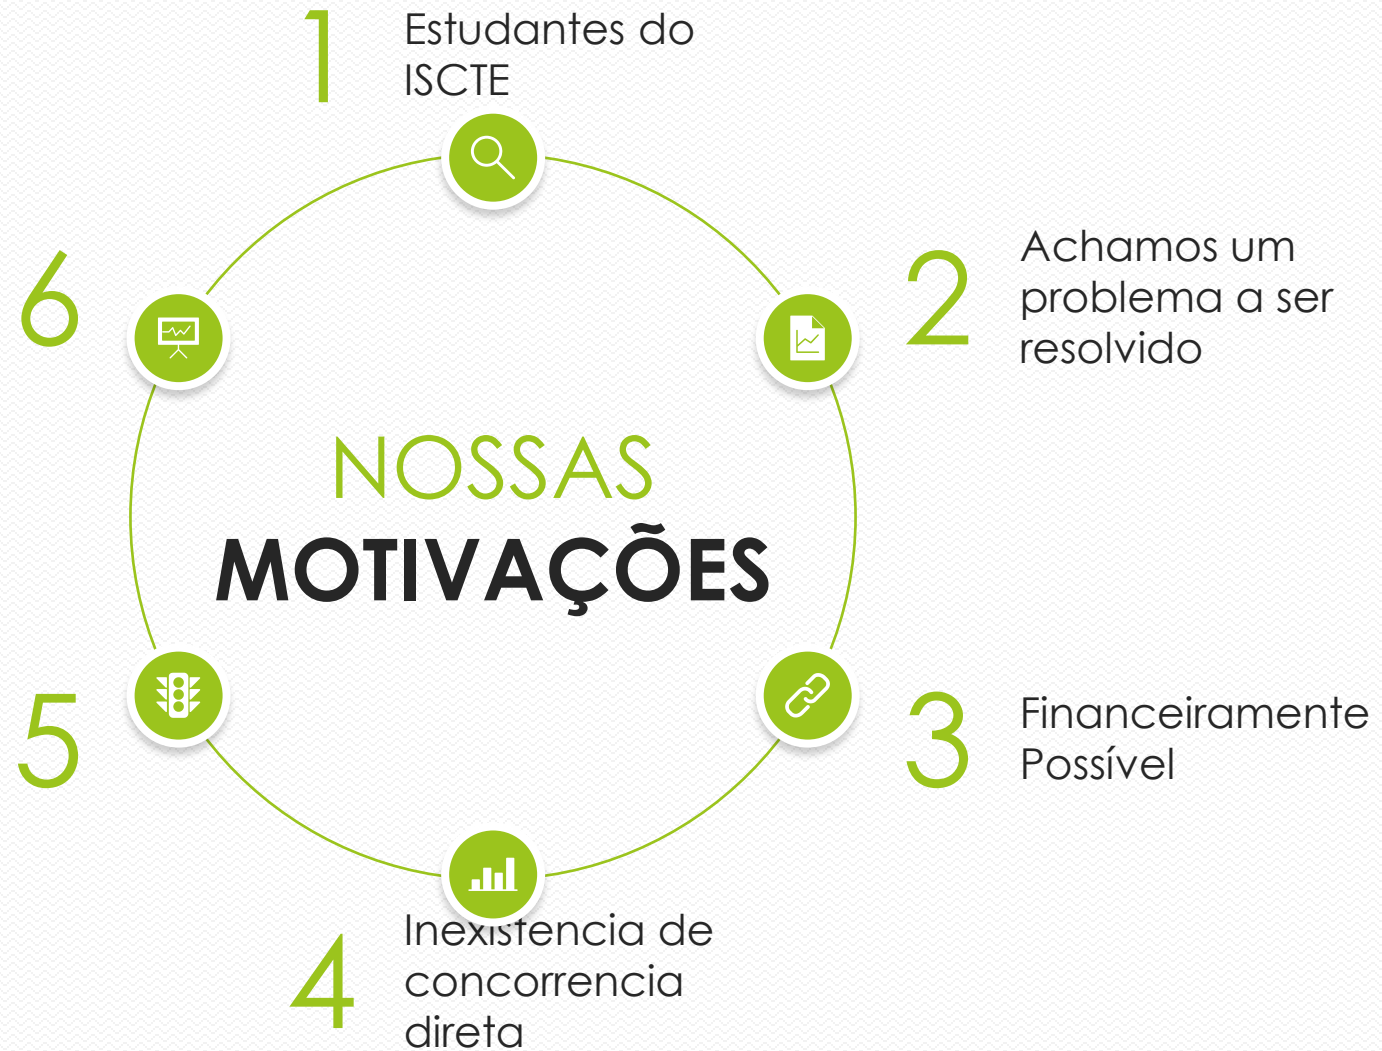 1
Estudantes do
ISCTE
2
Achamos um
problema a ser
resolvido
3
Financeiramente
Possível
4
Inexistencia de
concorrencia
direta
5
6
NOSSAS
MOTIVAÇÕES